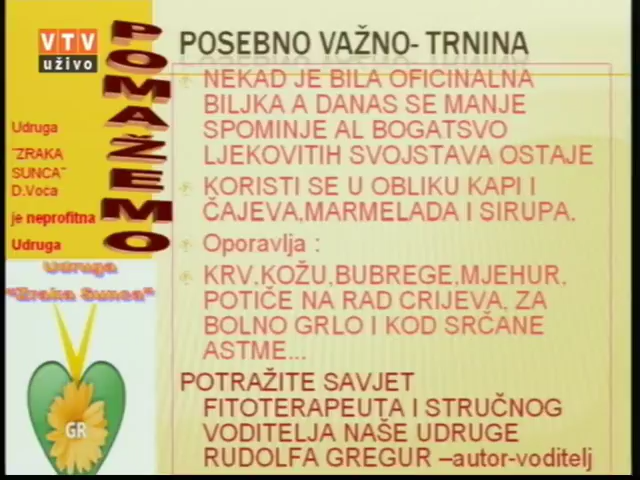 VTV
uživo
POMAŽEMO
Udruga
"ZRAKA
SUNCA"
D.Voća
je neprofitna
Udruga
Udruga
"Zraka Sunca"
GR
POSEBNO VAŽNO- TRNINA
NEKAD JE BILA OFICINALNA
BILJKA A DANAS SE MANJE
SPOMINJE AL BOGATSVO
LJEKOVITIH SVOJSTAVA OSTAJE
KORISTI SE U OBLIKU KAPI I
ČAJEVA,MARMELADA I SIRUPA.
Oporavlja :
KRV,KOŽU,BUBREGE,MJEHUR.
POTIČE NA RAD CRIJEVA, ZA
BOLNO GRLO I KOD SRČANE
ASTME...
POTRAŽITE SAVJET
FITOTERAPEUTA I STRUČNOG
VODITELJA NAŠE UDRUGE
RUDOLFA GREGUR –autor-voditelj